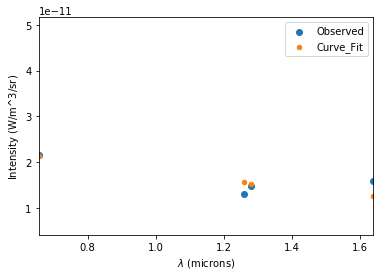 1e−11
Observed
Curve_Fit
Intensity (W/m^3/sr)
5
4
3
2
1
0.8 1.0 1.2 1.4 1.6
λ (microns)